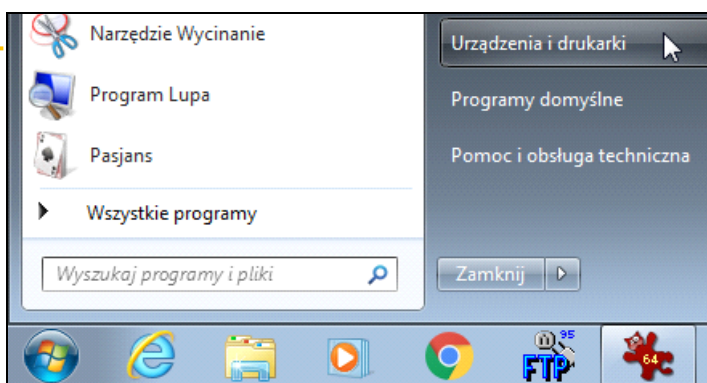 Narzędzie Wycinanie
Program Lupa
Pasjans
Wszystkie programy
Wyszukaj programy i pliki
Urządzenia i drukarki
Programy domyślne
Pomoc i obsługa techniczna
Zamknij
95
FTP
64